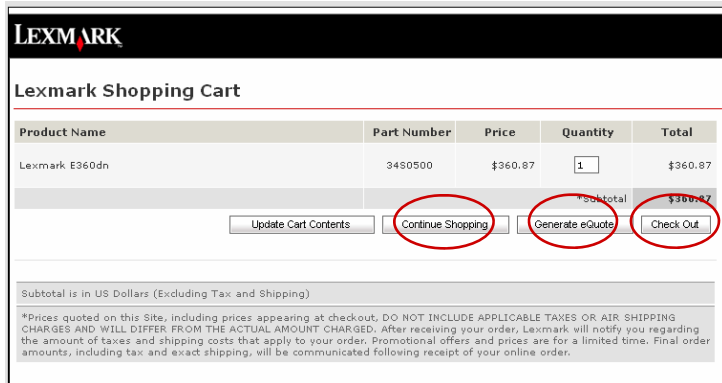 LEXMARK
Lexmark Shopping Cart
Product Name Part Number Price Quantity Total
Lexmark E360dn 34S0500 $360.87 1 $360.87
*Subtotal $360.87
Update Cart Contents Continue Shopping Generate eQuote Check Out
Subtotal is in US Dollars (Excluding Tax and Shipping)
*Prices quoted on this Site, including prices appearing at checkout, DO NOT INCLUDE APPLICABLE TAXES OR AIR SHIPPING
CHARGES AND WILL DIFFER FROM THE ACTUAL AMOUNT CHARGED. After receiving your order, Lexmark will notify you regarding
the amount of taxes and shipping costs that apply to your order. Promotional offers and prices are for a limited time. Final order
amounts, including tax and exact shipping, will be communicated following receipt of your online order.